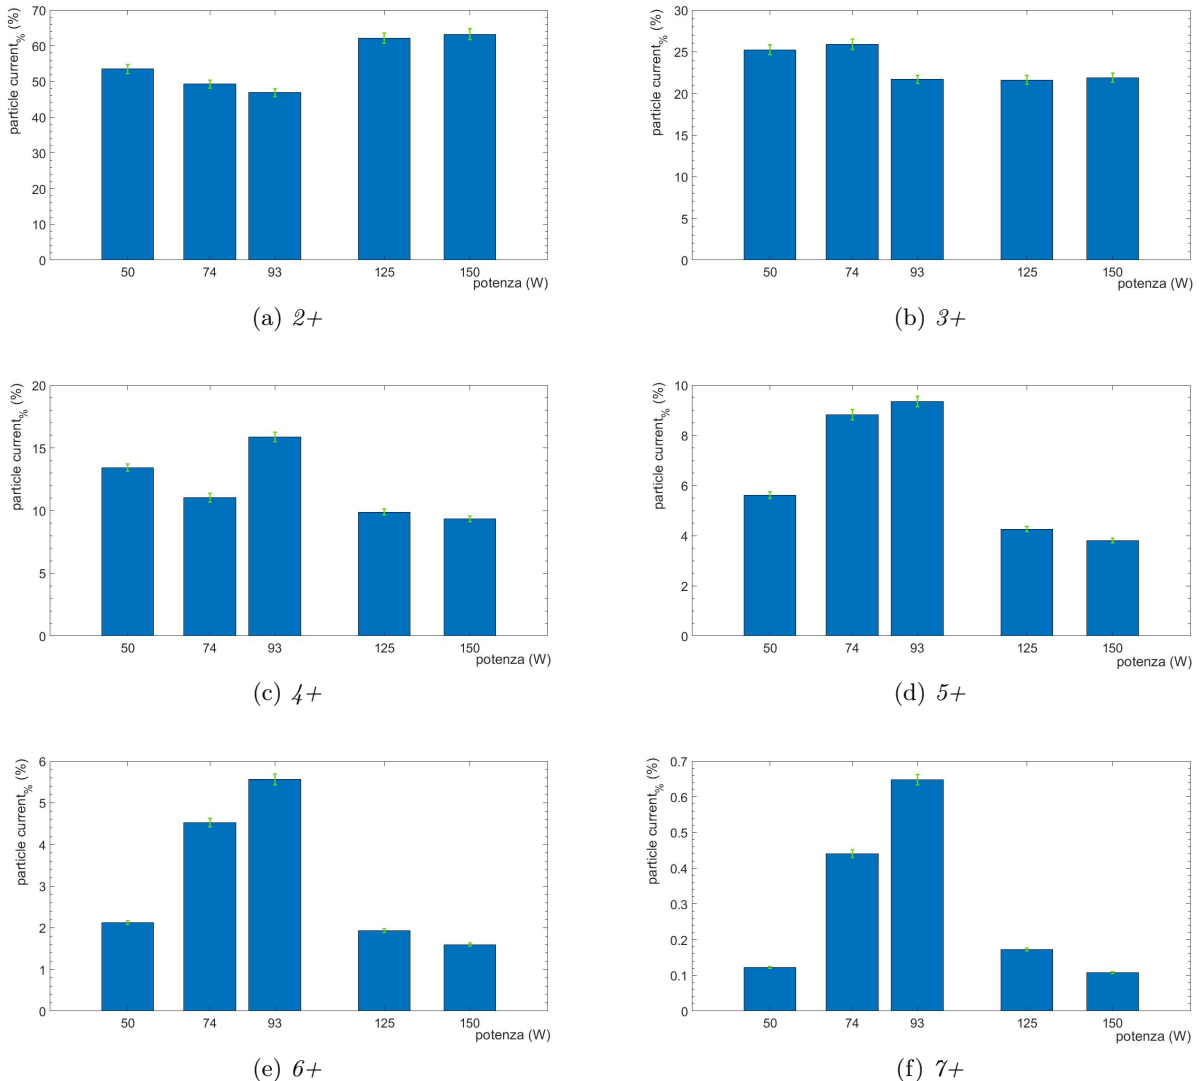 particle current% (%)
70
60
50
40
30
20
10
0
50 74 93 125 150
potenza (W)
(a) 2+
particle current% (%)
30
25
20
15
10
5
0
50 74 93 125 150
potenza (W)
(b) 3+
particle current% (%)
20
15
10
5
0
50 74 93 125 150
potenza (W)
(c) 4+
particle current% (%)
10
8
6
4
2
0
50 74 93 125 150
potenza (W)
(d) 5+
particle current% (%)
6
5
4
3
2
1
0
50 74 93 125 150
potenza (W)
(e) 6+
particle current% (%)
0.7
0.6
0.5
0.4
0.3
0.2
0.1
0
50 74 93 125 150
potenza (W)
(f) 7+